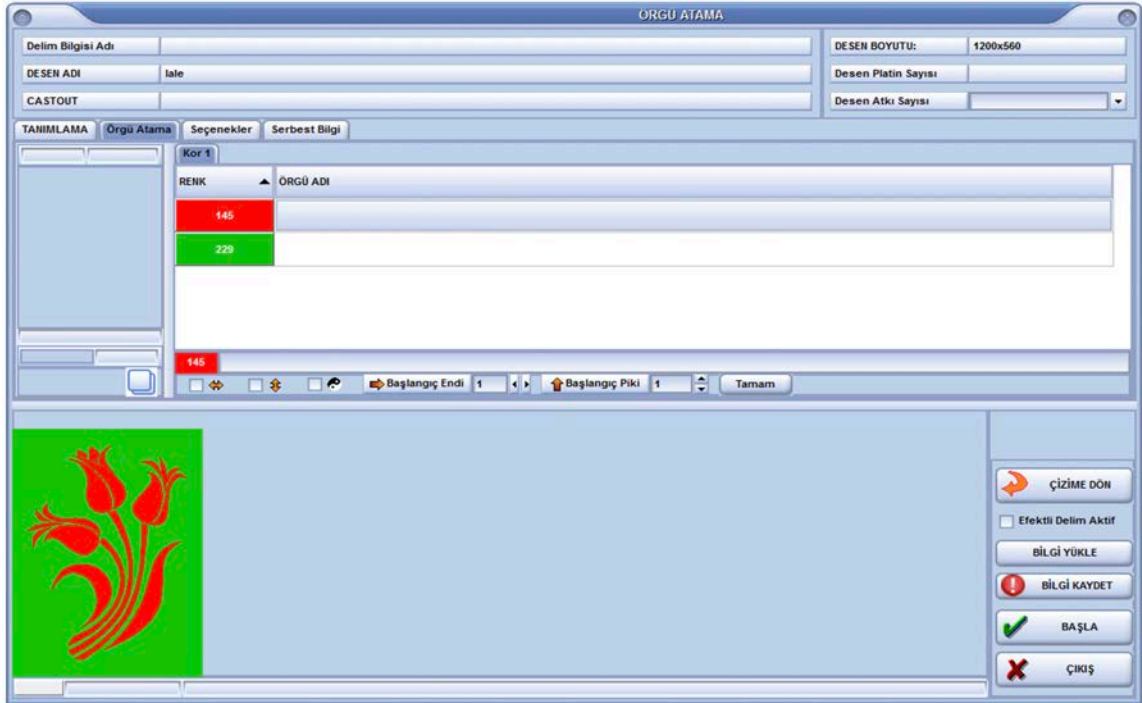 ÖRGÜ ATAMA
Delim Bilgisi Adı
DESEN BOYUTU: 1200x560
DESEN ADI lale
Desen Platin Sayısı
CASTOUT
Desen Atkı Sayısı
TANIMLAMA Örgü Atama Seçenekler Serbest Bilgi
Kor 1
RENK ÖRGÜ ADI
145
229
145
Başlangıç Endi 1 Başlangıç Piki 1 Tamam
ÇİZİME DÖN
Efektli Delim Aktif
BİLGİ YÜKLE
BİLGİ KAYDET
BAŞLA
ÇIKIŞ